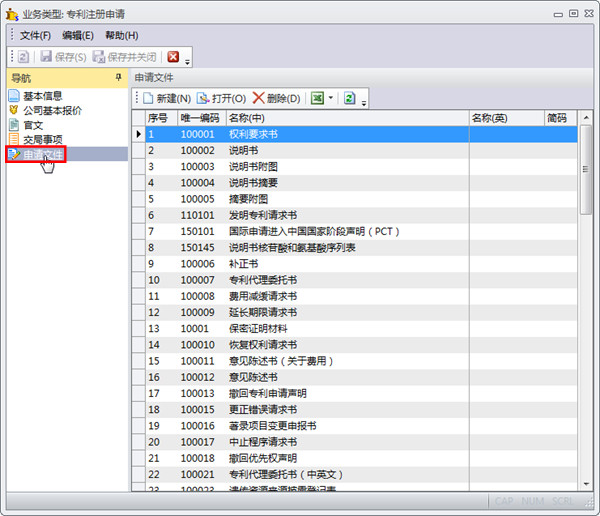 业务类型: 专利注册申请
文件(F) 编辑(E) 帮助(H)
保存(S) 保存并关闭
导航
基本信息
公司基本报价
官文
交局事项
申请文件
申请文件
新建(N) 打开(O) 删除(D)
序号 唯一编码 名称(中) 名称(英) 简码
1 100001 权利要求书
2 100002 说明书
3 100003 说明书附图
4 100004 说明书摘要
5 100005 摘要附图
6 110101 发明专利请求书
7 150101 国际申请进入中国国家阶段声明（PCT）
8 150145 说明书核苷酸和氨基酸序列表
9 100006 补正书
10 100007 专利代理委托书
11 100008 费用减缓请求书
12 100009 延长期限请求书
13 10001 保密证明材料
14 100010 恢复权利请求书
15 100011 意见陈述书（关于费用）
16 100012 意见陈述书
17 100013 撤回专利申请声明
18 100015 更正错误请求书
19 100016 著录项目变更申报书
20 100017 中止程序请求书
21 100018 撤回优先权声明
22 100021 专利代理委托书（中英文）
23 100023 遗传资源来源披露登记表
CAP NUM SCRL